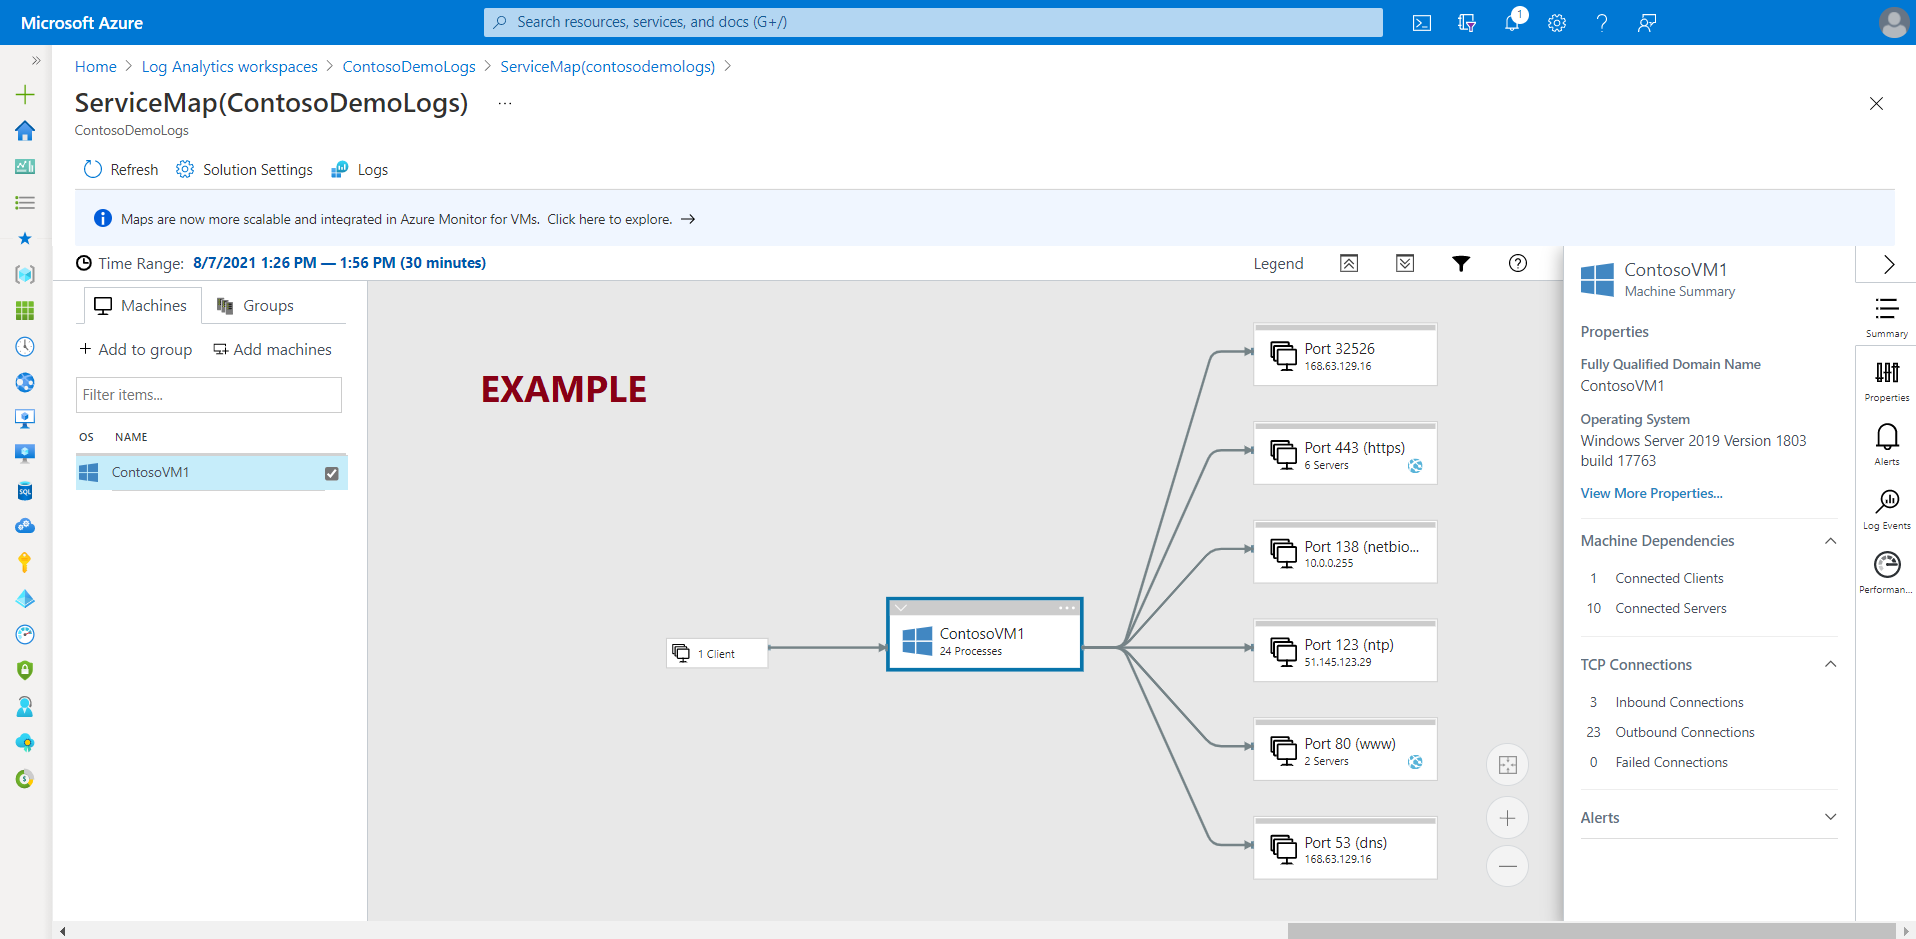 Microsoft Azure
Search resources, services, and docs (G+/)
1
Home > Log Analytics workspaces > ContosoDemoLogs > ServiceMap(contosodemologs) >
ServiceMap(ContosoDemoLogs) ...
ContosoDemoLogs
Refresh Solution Settings Logs
Maps are now more scalable and integrated in Azure Monitor for VMs. Click here to explore. →
Time Range: 8/7/2021 1:26 PM — 1:56 PM (30 minutes)
Legend
Machines Groups
+ Add to group Add machines
Filter items...
OS NAME
ContosoVM1
SQL
EXAMPLE
1 Client
ContosoVM1
24 Processes
Port 32526
168.63.129.16
Port 443 (https)
6 Servers
Port 138 (netbio...
10.0.0.255
Port 123 (ntp)
51.145.123.29
Port 80 (www)
2 Servers
Port 53 (dns)
168.63.129.16
ContosoVM1
Machine Summary
Properties
Fully Qualified Domain Name
ContosoVM1
Operating System
Windows Server 2019 Version 1803
build 17763
View More Properties...
Machine Dependencies
1 Connected Clients
10 Connected Servers
TCP Connections
3 Inbound Connections
23 Outbound Connections
0 Failed Connections
Alerts
Summary
Properties
Alerts
Log Events
Performan...